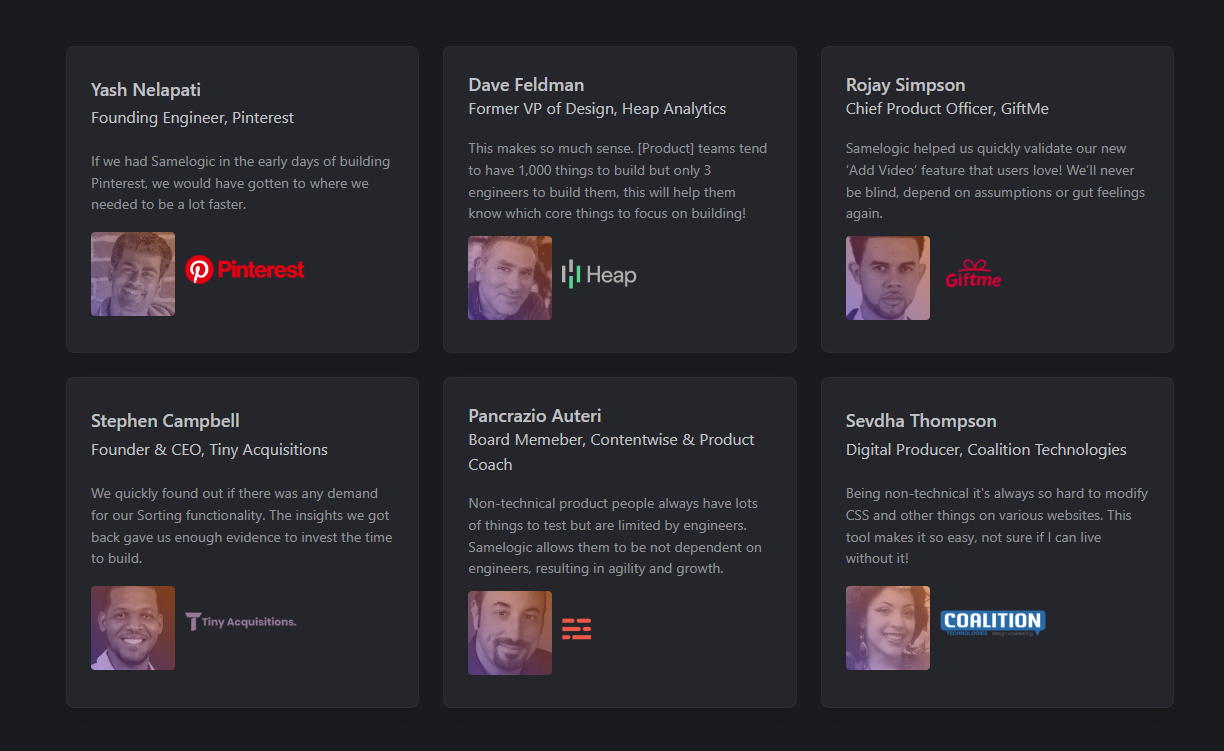 Yash Nelapati
Founding Engineer, Pinterest
If we had Samelogic in the early days of building
Pinterest, we would have gotten to where we
needed to be a lot faster.
Pinterest
Dave Feldman
Former VP of Design, Heap Analytics
This makes so much sense. [Product] teams tend
to have 1,000 things to build but only 3
engineers to build them, this will help them
know which core things to focus on building!
Heap
Rojay Simpson
Chief Product Officer, GiftMe
Samelogic helped us quickly validate our new
‘Add Video’ feature that users love! We’ll never
be blind, depend on assumptions or gut feelings
again.
Giftme
Stephen Campbell
Founder & CEO, Tiny Acquisitions
We quickly found out if there was any demand
for our Sorting functionality. The insights we got
back gave us enough evidence to invest the time
to build.
Tiny Acquisitions.
Pancrazio Auteri
Board Memeber, Contentwise & Product
Coach
Non-technical product people always have lots
of things to test but are limited by engineers.
Samelogic allows them to be not dependent on
engineers, resulting in agility and growth.
Sevdha Thompson
Digital Producer, Coalition Technologies
Being non-technical it's always so hard to modify
CSS and other things on various websites. This
tool makes it so easy, not sure if I can live
without it!
COALITION
TECHNOLOGIES